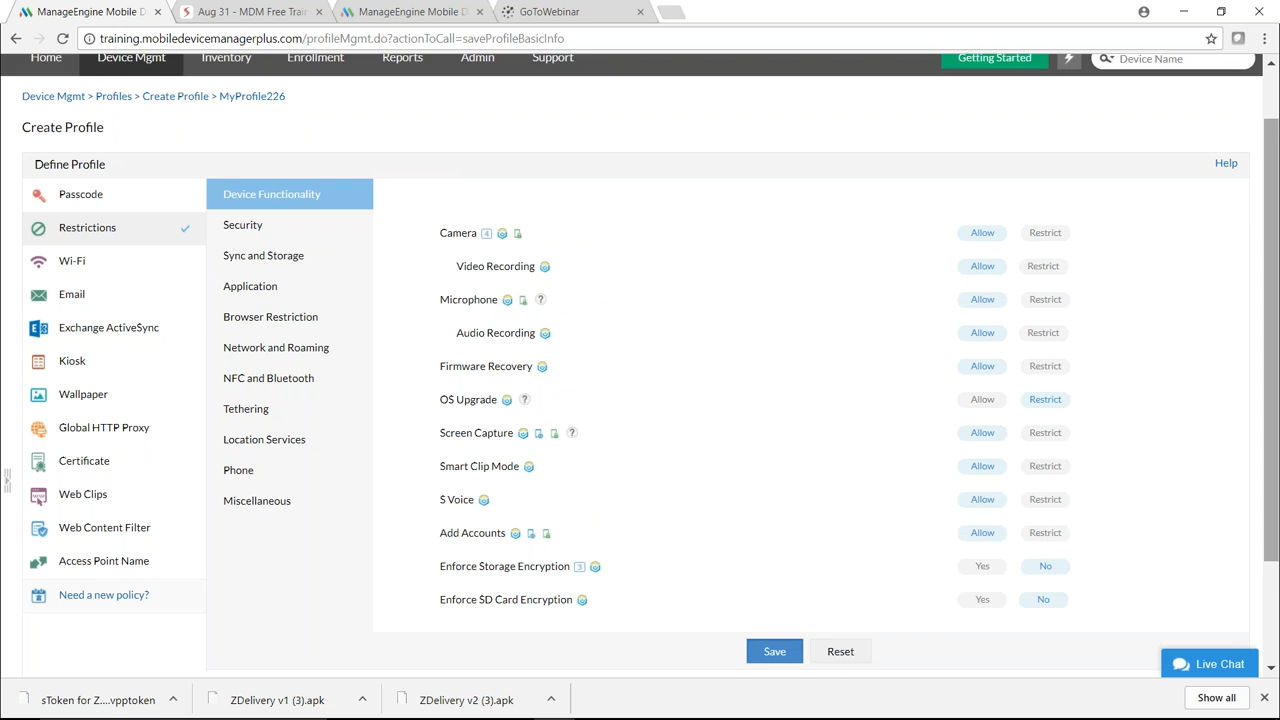 ManageEngine Mobile D
Aug 31 - MDM Free Train
ManageEngine Mobile D
GoToWebinar
training.mobiledevicemanagerplus.com/profileMgmt.do?actionToCall=saveProfileBasicInfo
Home
Device Mgmt
Inventory
Enrollment
Reports
Admin
Support
Getting Started
Device Name
Device Mgmt > Profiles > Create Profile > MyProfile226
Create Profile
Define Profile
Help
Passcode
Restrictions
Wi-Fi
Email
Exchange ActiveSync
Kiosk
Wallpaper
Global HTTP Proxy
Certificate
Web Clips
Web Content Filter
Access Point Name
Need a new policy?
Device Functionality
Security
Sync and Storage
Application
Browser Restriction
Network and Roaming
NFC and Bluetooth
Tethering
Location Services
Phone
Miscellaneous
Camera 4 Allow Restrict
Video Recording Allow Restrict
Microphone ? Allow Restrict
Audio Recording Allow Restrict
Firmware Recovery Allow Restrict
OS Upgrade ? Allow Restrict
Screen Capture ? Allow Restrict
Smart Clip Mode Allow Restrict
S Voice Allow Restrict
Add Accounts Allow Restrict
Enforce Storage Encryption 3 Yes No
Enforce SD Card Encryption Yes No
Save
Reset
Live Chat
sToken for Z....vpptoken
ZDelivery v1 (3).apk
ZDelivery v2 (3).apk
Show all